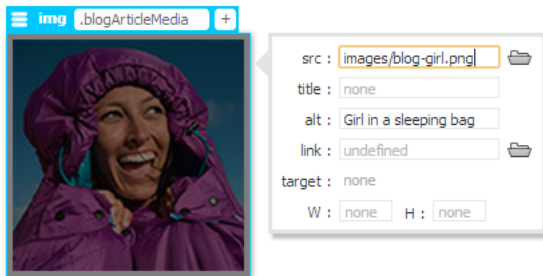 img .blogArticleMedia +
src : images/blog-girl.png
title : none
alt : Girl in a sleeping bag
link : undefined
target : none
W : none H : none